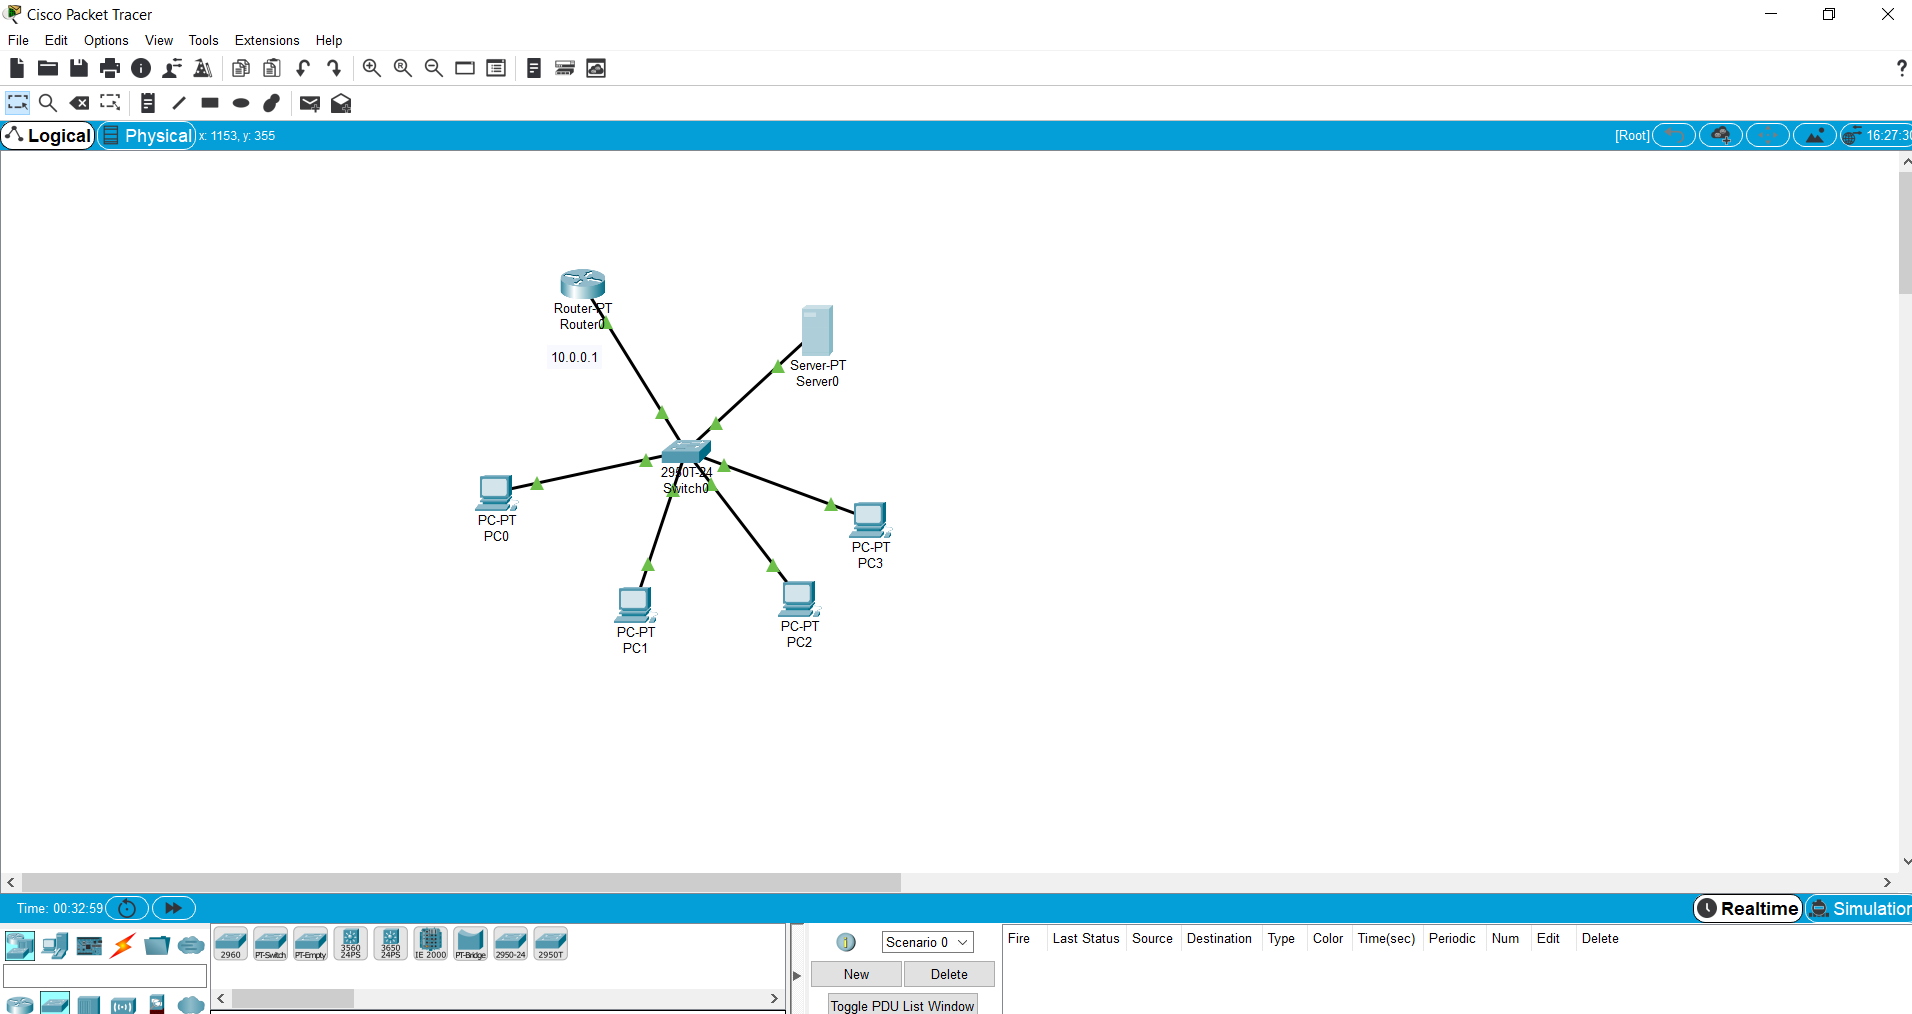 Cisco Packet Tracer
File Edit Options View Tools Extensions Help
?
Logical Physical x: 1153, y: 355 [Root] 16:27:30
Router-PT
Router0
10.0.0.1
Server-PT
Server0
2950T-24
Switch0
PC-PT
PC0
PC-PT
PC3
PC-PT
PC1
PC-PT
PC2
Time: 00:32:59 Realtime Simulation
2960 PT-Switch PT-Empty 3560 24PS 3650 24PS IE 2000 PT-Bridge 2950-24 2950T
Scenario 0
New Delete
Toggle PDU List Window
Fire Last Status Source Destination Type Color Time(sec) Periodic Num Edit Delete